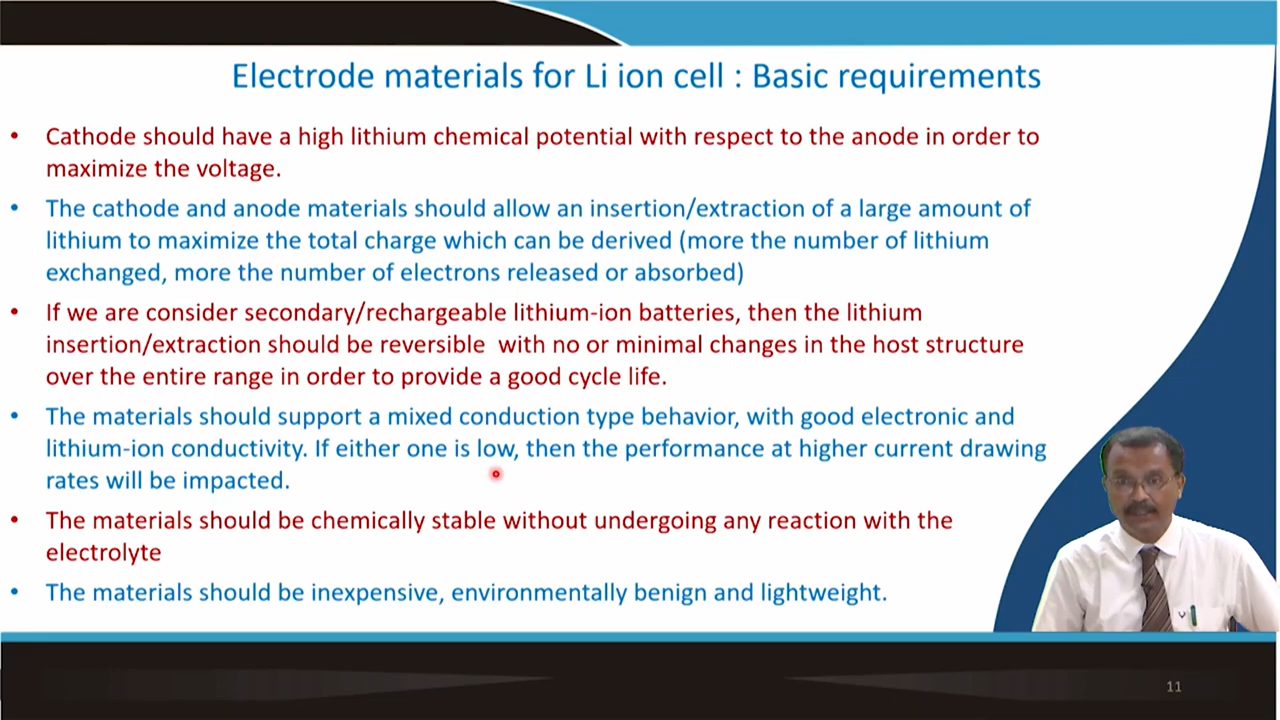 Electrode materials for Li ion cell : Basic requirements
• Cathode should have a high lithium chemical potential with respect to the anode in order to
maximize the voltage.
• The cathode and anode materials should allow an insertion/extraction of a large amount of
lithium to maximize the total charge which can be derived (more the number of lithium
exchanged, more the number of electrons released or absorbed)
• If we are consider secondary/rechargeable lithium-ion batteries, then the lithium
insertion/extraction should be reversible with no or minimal changes in the host structure
over the entire range in order to provide a good cycle life.
• The materials should support a mixed conduction type behavior, with good electronic and
lithium-ion conductivity. If either one is low, then the performance at higher current drawing
rates will be impacted.
• The materials should be chemically stable without undergoing any reaction with the
electrolyte
• The materials should be inexpensive, environmentally benign and lightweight.
11